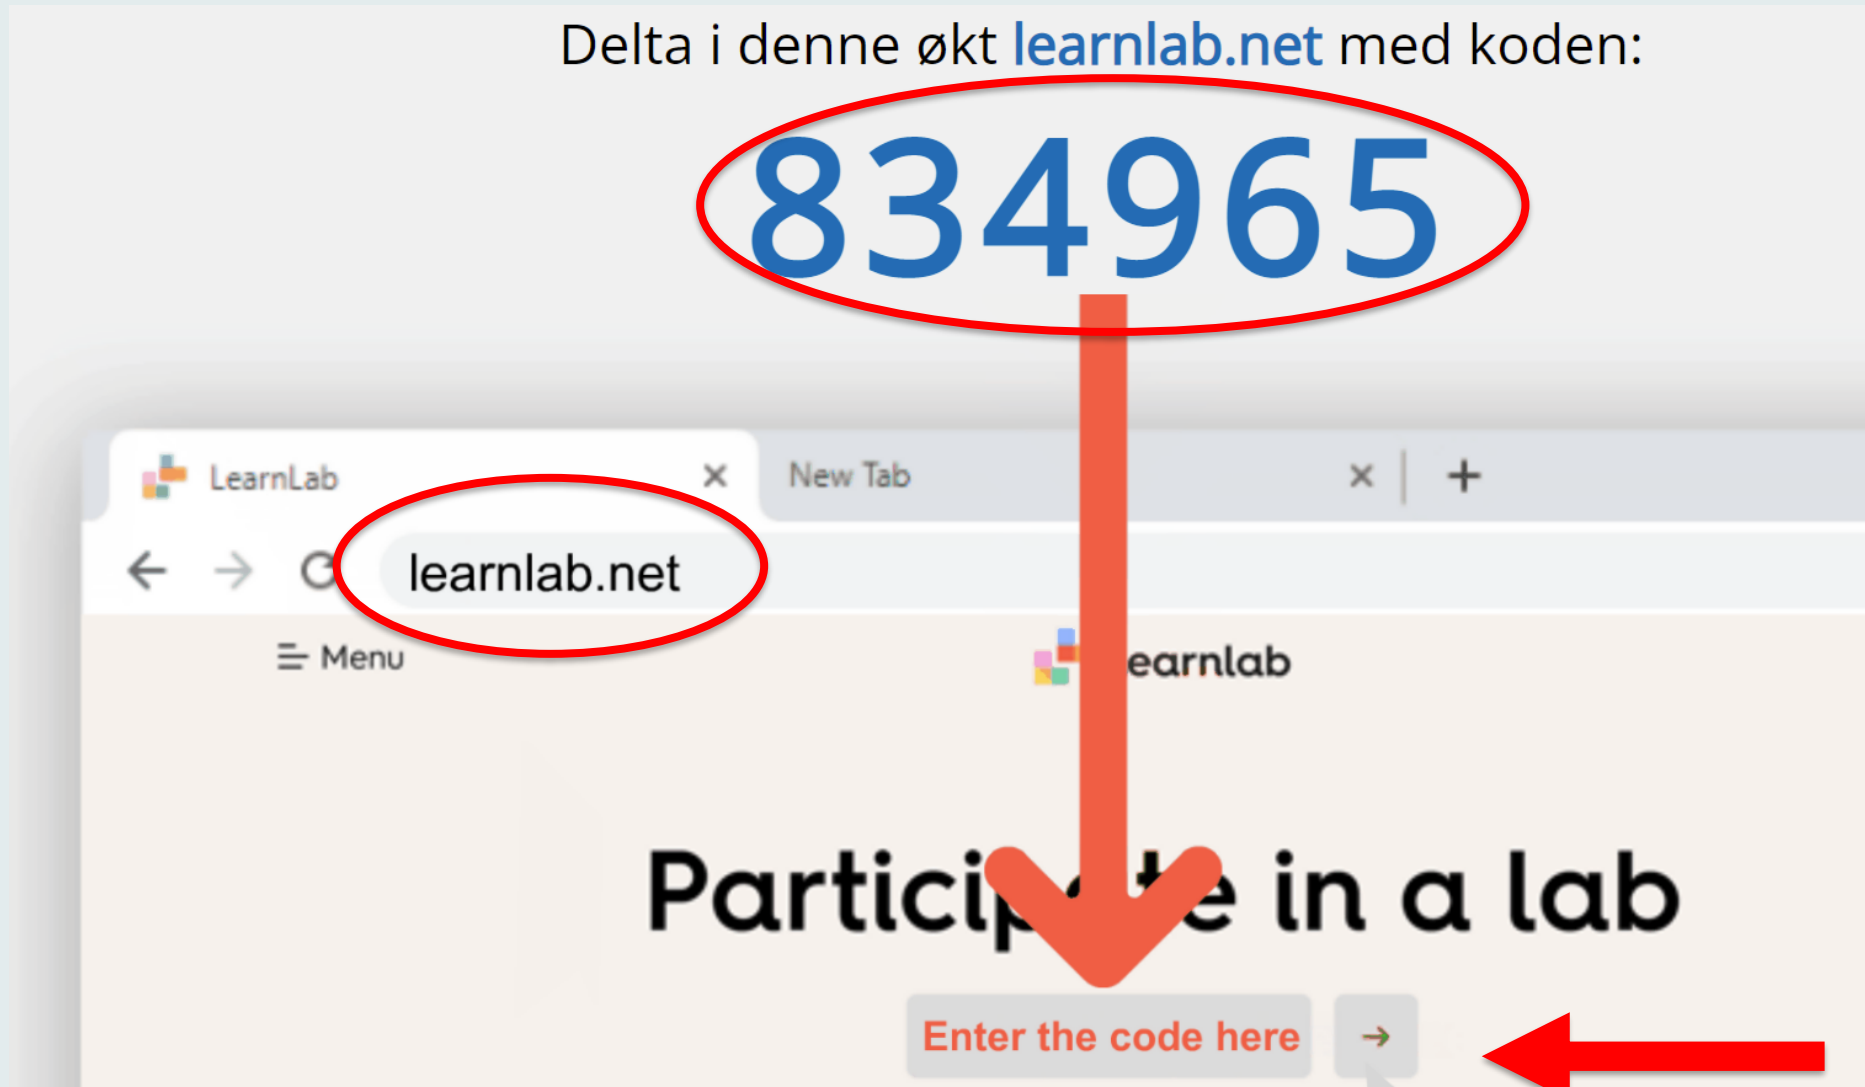 Delta i denne økt learnlab.net med koden:
834965
LearnLab
New Tab
learnlab.net
Menu
earnlab
in a lab
Enter the code here